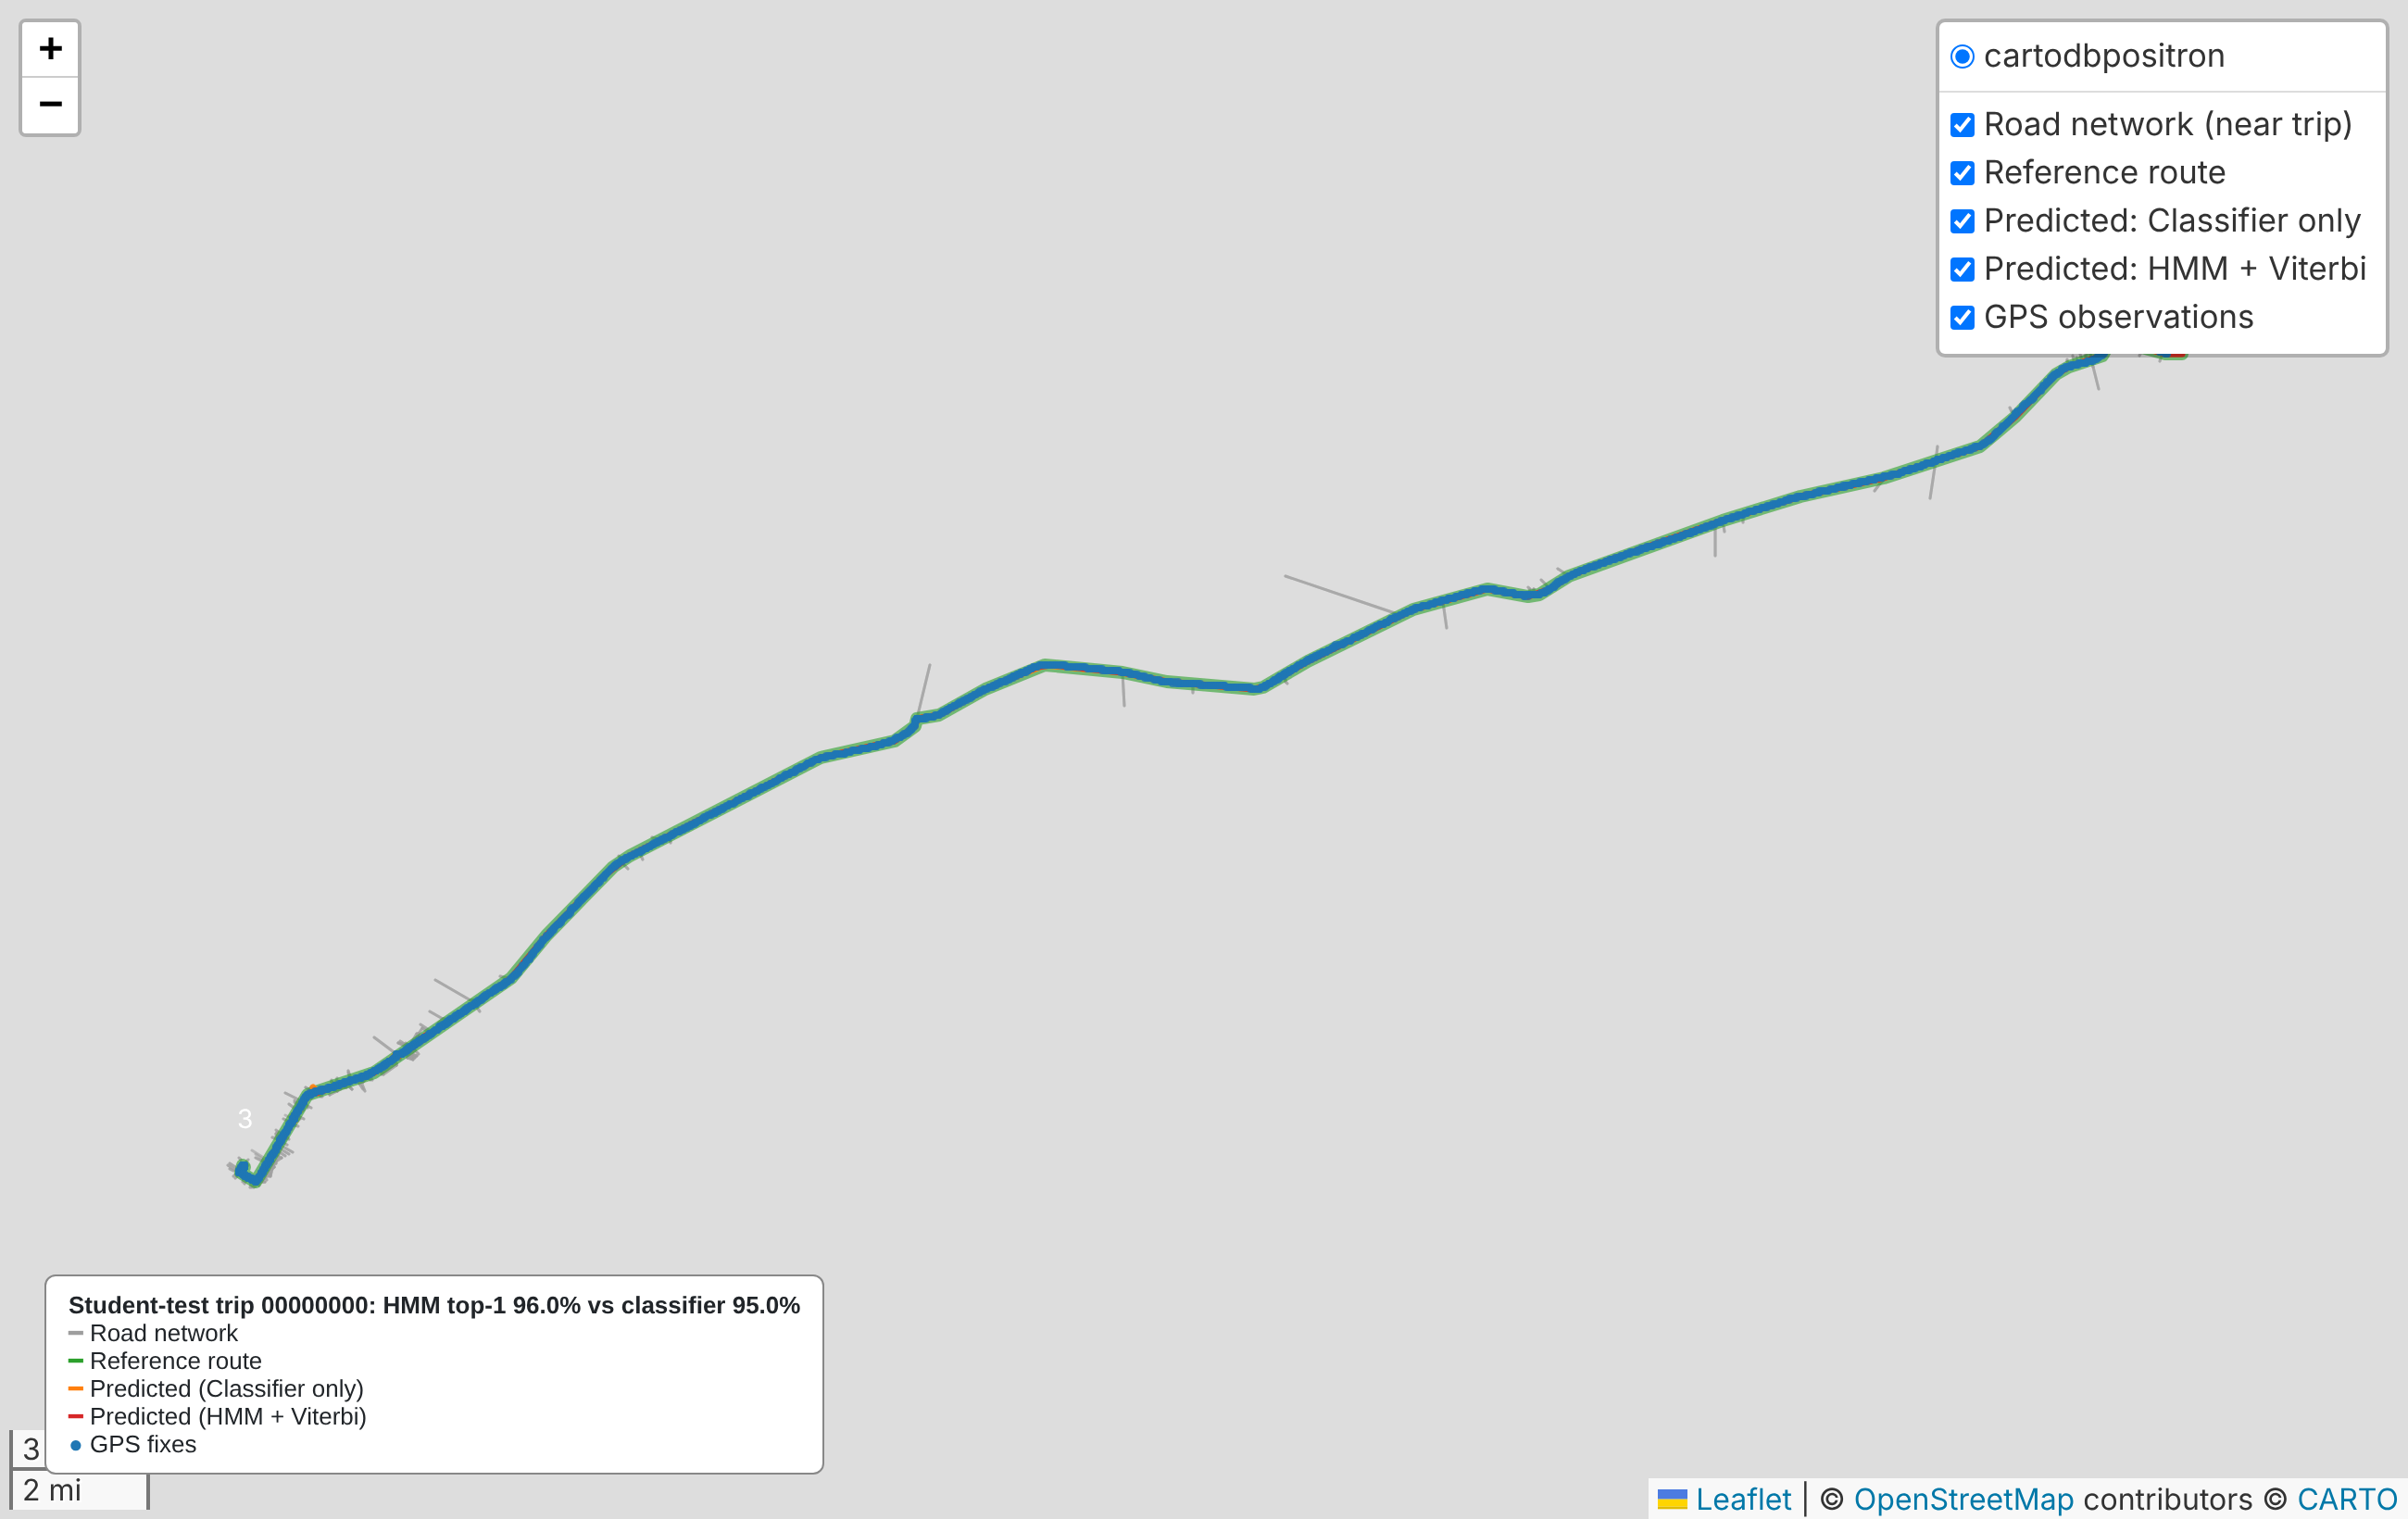 +
−
cartodbpositron
Road network (near trip)
Reference route
Predicted: Classifier only
Predicted: HMM + Viterbi
GPS observations
3
Student-test trip 00000000: HMM top-1 96.0% vs classifier 95.0%
Road network
Reference route
Predicted (Classifier only)
Predicted (HMM + Viterbi)
GPS fixes
3
2 mi
Leaflet | © OpenStreetMap contributors © CARTO